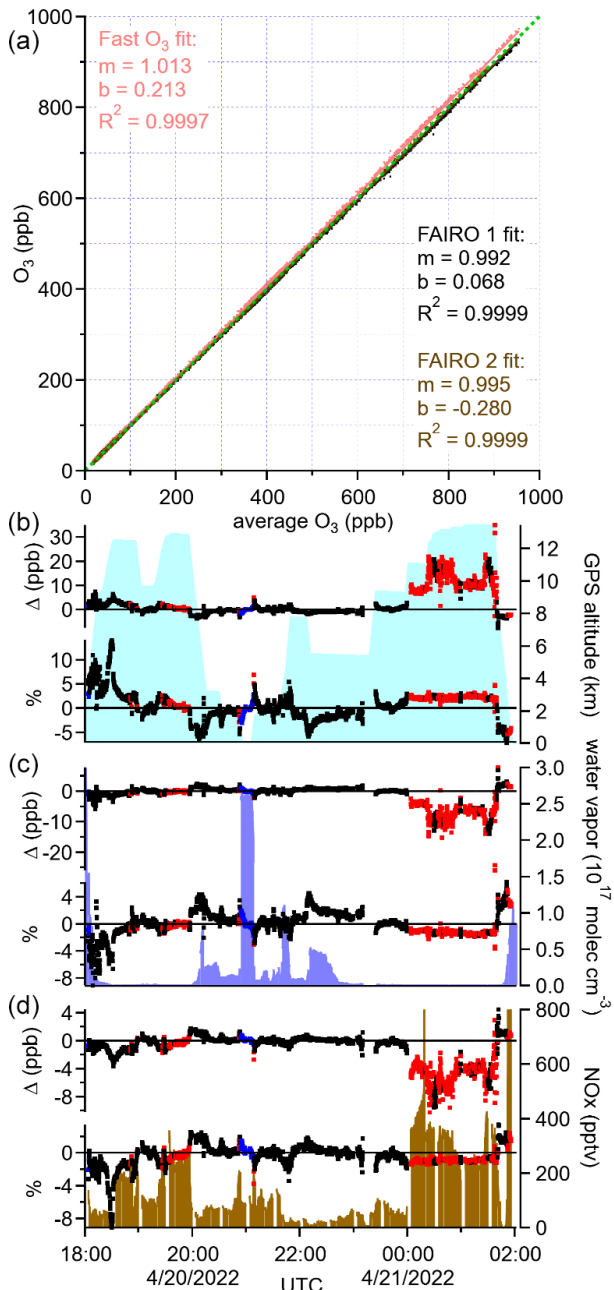 (a)
1000
800
600
400
200
0
O3 (ppb)
Fast O3 fit:
m = 1.013
b = 0.213
R² = 0.9997
FAIRO 1 fit:
m = 0.992
b = 0.068
R² = 0.9999
FAIRO 2 fit:
m = 0.995
b = -0.280
R² = 0.9999
0 200 400 600 800 1000
average O3 (ppb)
(b)
30
20
10
0
Δ (ppb)
10
5
0
-5
%
12
10
8
6
4
2
0
GPS altitude (km)
(c)
0
-10
-20
Δ (ppb)
4
0
-4
-8
%
3.0
2.5
2.0
1.5
1.0
0.5
0.0
water vapor (10¹⁷ molec cm⁻³)
(d)
4
2
0
-2
-4
-6
-8
Δ (ppb)
0
-4
-8
%
800
600
400
200
0
NOx (pptv)
18:00 20:00 22:00 00:00 02:00
4/20/2022 4/21/2022
UTC